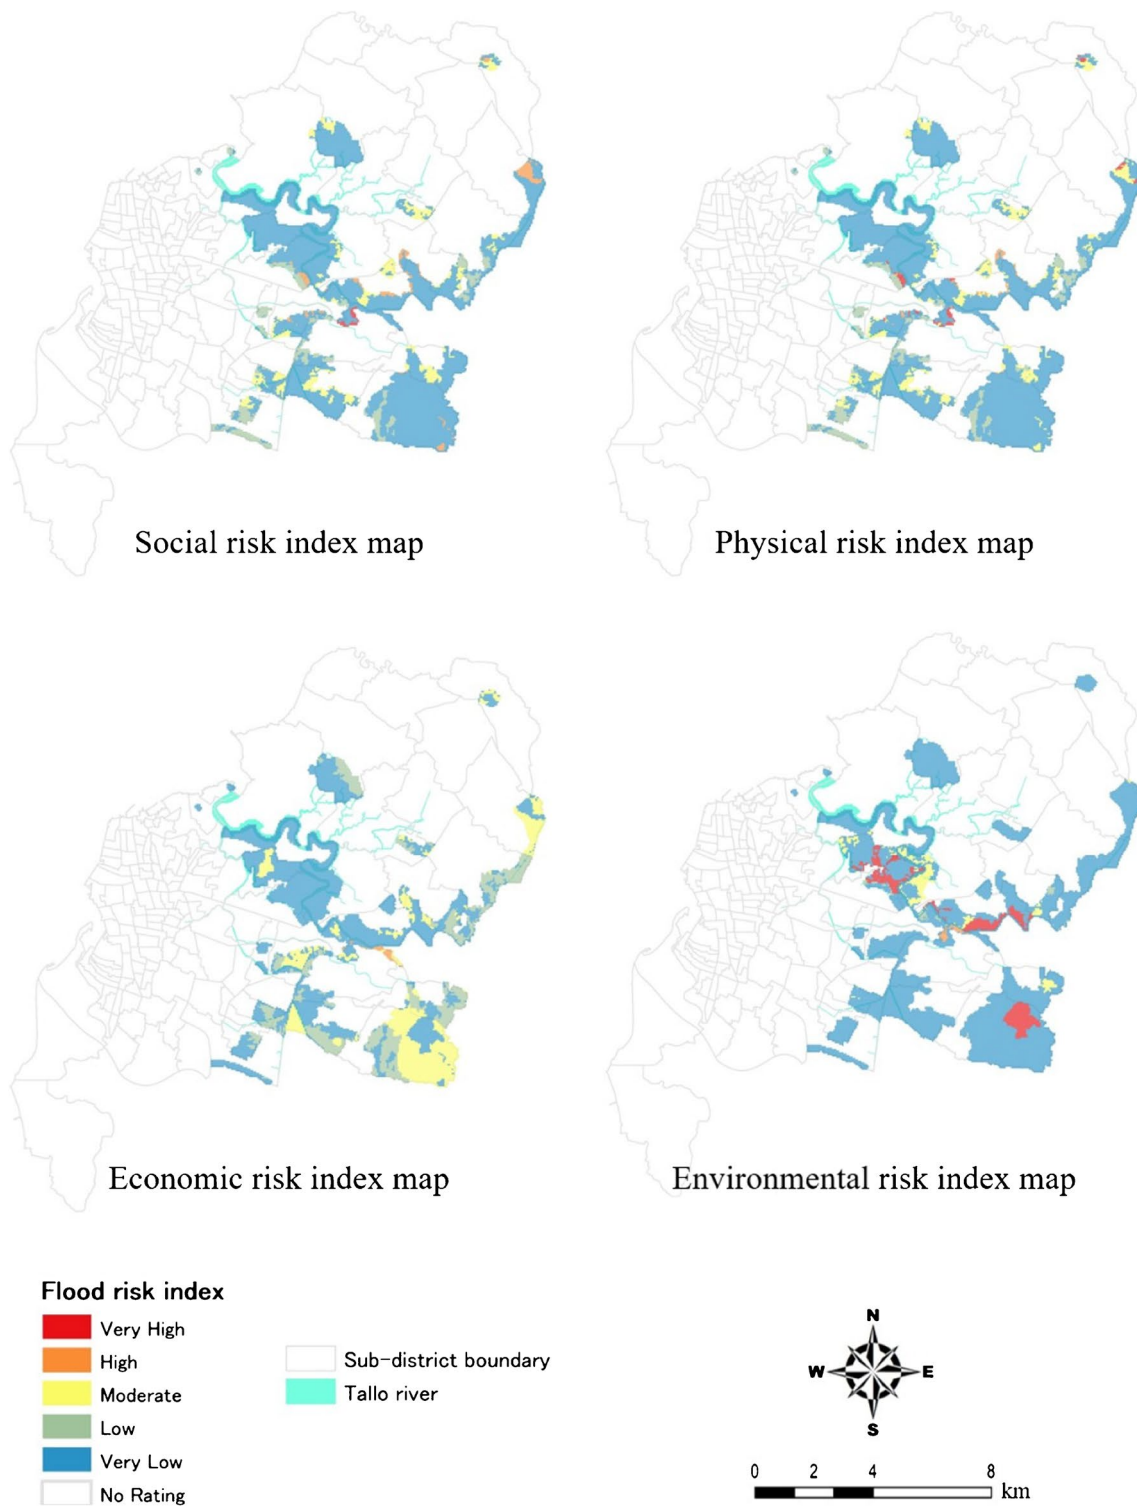 Social risk index map
Physical risk index map
Economic risk index map
Environmental risk index map
Flood risk index
Very High
High
Moderate
Low
Very Low
No Rating
Sub-district boundary
Tallo river
N
W E
S
0 2 4 8
km